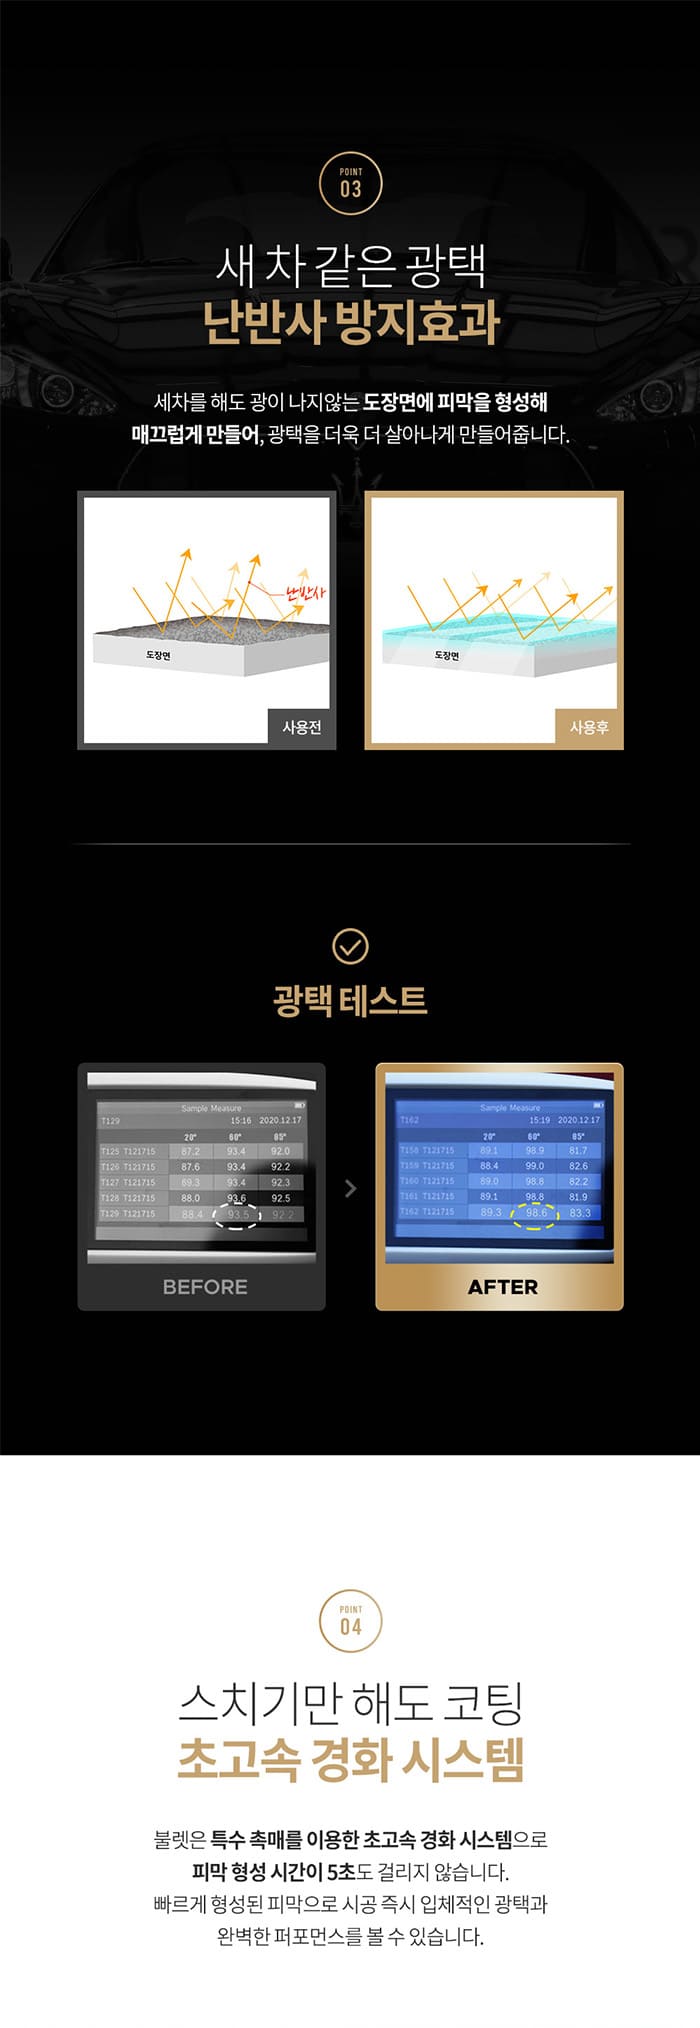 POINT
03
새 차 같은 광택
난반사 방지효과
세차를 해도 광이 나지않는 도장면에 피막을 형성해
매끄럽게 만들어, 광택을 더욱 더 살아나게 만들어줍니다.
난반사
도장면
사용전
도장면
사용후
광택 테스트
Sample Measure
T129 15:16 2020.12.17
20° 60° 85°
T125 T121715 87.2 93.4 92.0
T126 T121715 87.6 93.4 92.2
T127 T121715 89.3 93.4 92.3
T128 T121715 88.0 93.6 92.5
T129 T121715 88.4 93.5 92.2
BEFORE
Sample Measure
T162 15:19 2020.12.17
20° 60° 85°
T158 T121715 89.1 98.9 81.7
T159 T121715 88.4 99.0 82.6
T160 T121715 89.0 98.8 82.2
T161 T121715 89.1 98.8 81.9
T162 T121715 89.3 98.6 83.3
AFTER
POINT
04
스치기만 해도 코팅
초고속 경화 시스템
불렛은 특수 촉매를 이용한 초고속 경화 시스템으로
피막 형성 시간이 5초도 걸리지 않습니다.
빠르게 형성된 피막으로 시공 즉시 입체적인 광택과
완벽한 퍼포먼스를 볼 수 있습니다.